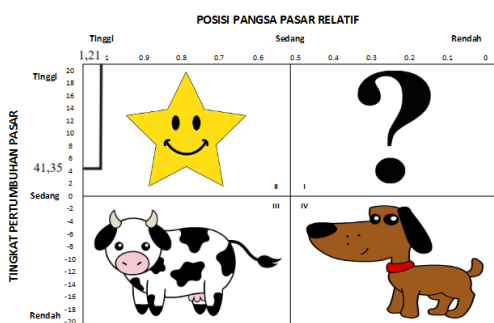 POSISI PANGSA PASAR RELATIF
Tinggi Sedang Rendah
1,21 1 0.9 0.8 0.7 0.6 0.5 0.4 0.3 0.2 0.1 0
TINGKAT PERTUMBUHAN PASAR
Tinggi 20
18
16
14
12
10
8
6
41,35 4
2
II I
Sedang 0
-2
III IV
-4
-6
-8
-10
-12
-14
-16
-18
Rendah -20
?